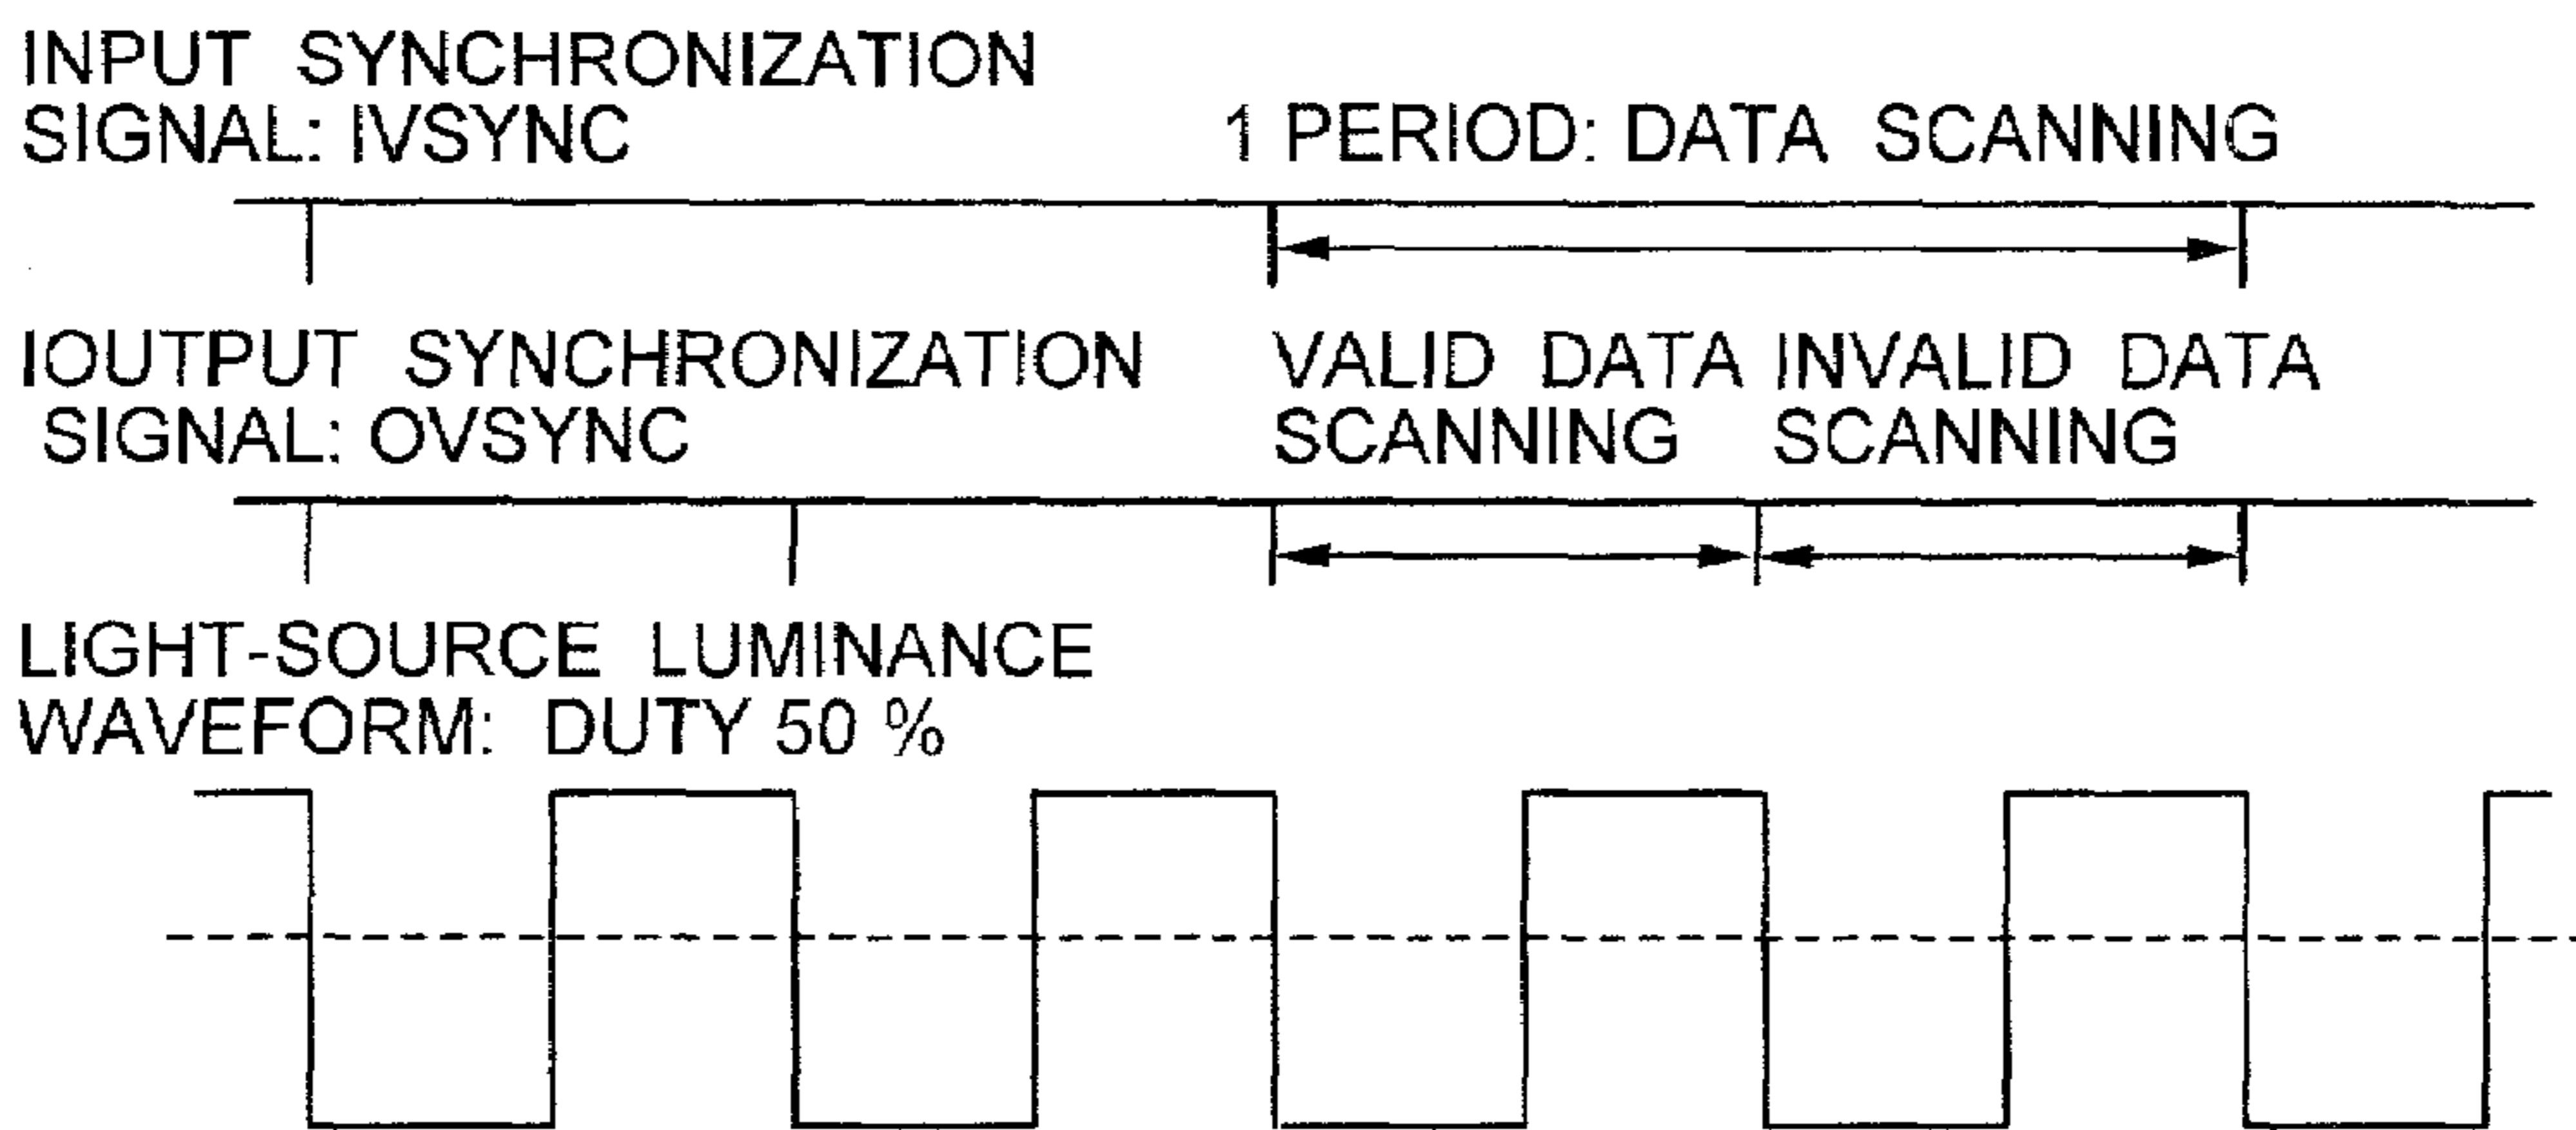 INPUT SYNCHRONIZATION
SIGNAL: IVSYNC
1 PERIOD: DATA SCANNING
IOUTPUT SYNCHRONIZATION
SIGNAL: OVSYNC
VALID DATA
SCANNING
INVALID DATA
SCANNING
LIGHT-SOURCE LUMINANCE
WAVEFORM: DUTY 50 %